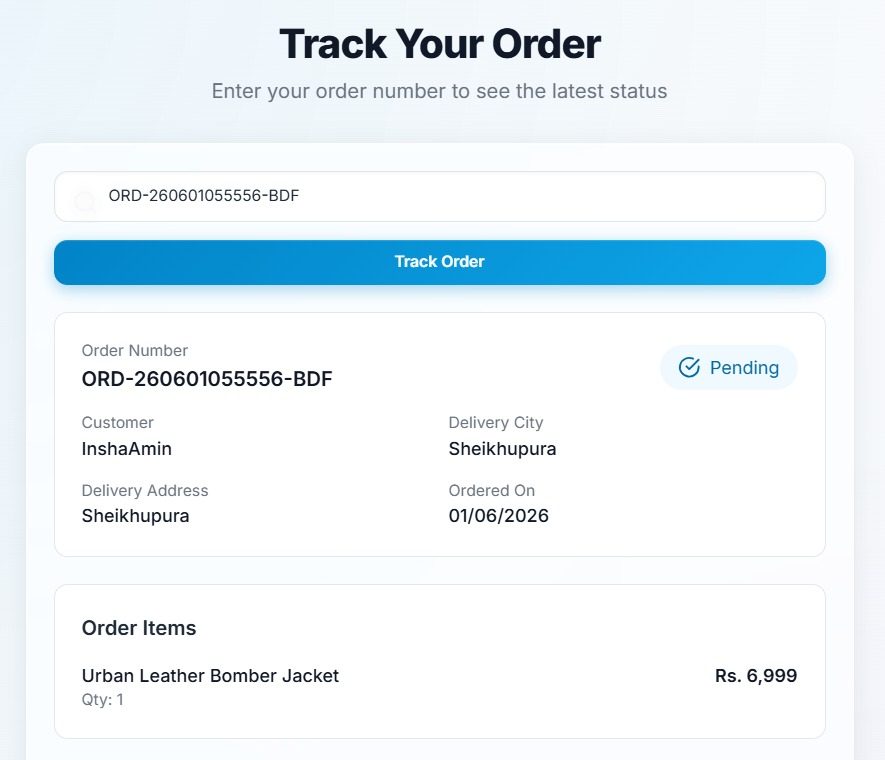 Track Your Order
Enter your order number to see the latest status
ORD-260601055556-BDF
Track Order
Order Number
ORD-260601055556-BDF
Pending
Customer
InshaAmin
Delivery City
Sheikhupura
Delivery Address
Sheikhupura
Ordered On
01/06/2026
Order Items
Urban Leather Bomber Jacket
Rs. 6,999
Qty: 1